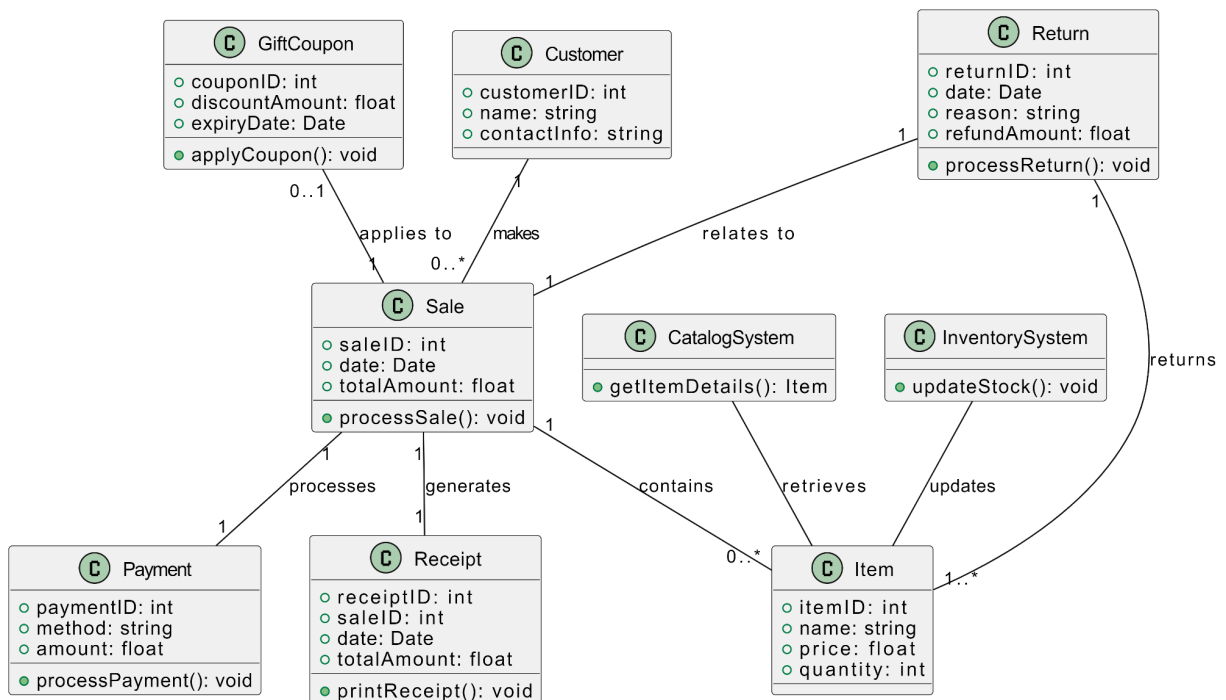 C GiftCoupon
couponID: int
discountAmount: float
expiryDate: Date
applyCoupon(): void
C Customer
customerID: int
name: string
contactInfo: string
C Return
returnID: int
date: Date
reason: string
refundAmount: float
processReturn(): void
0..1
applies to
1
1
makes
0..*
1
relates to
1
1
returns
1..*
C Sale
saleID: int
date: Date
totalAmount: float
processSale(): void
C CatalogSystem
getItemDetails(): Item
C InventorySystem
updateStock(): void
1
processes
1
1
generates
1
1
contains
0..*
retrieves
updates
C Payment
paymentID: int
method: string
amount: float
processPayment(): void
C Receipt
receiptID: int
saleID: int
date: Date
totalAmount: float
printReceipt(): void
C Item
itemID: int
name: string
price: float
quantity: int